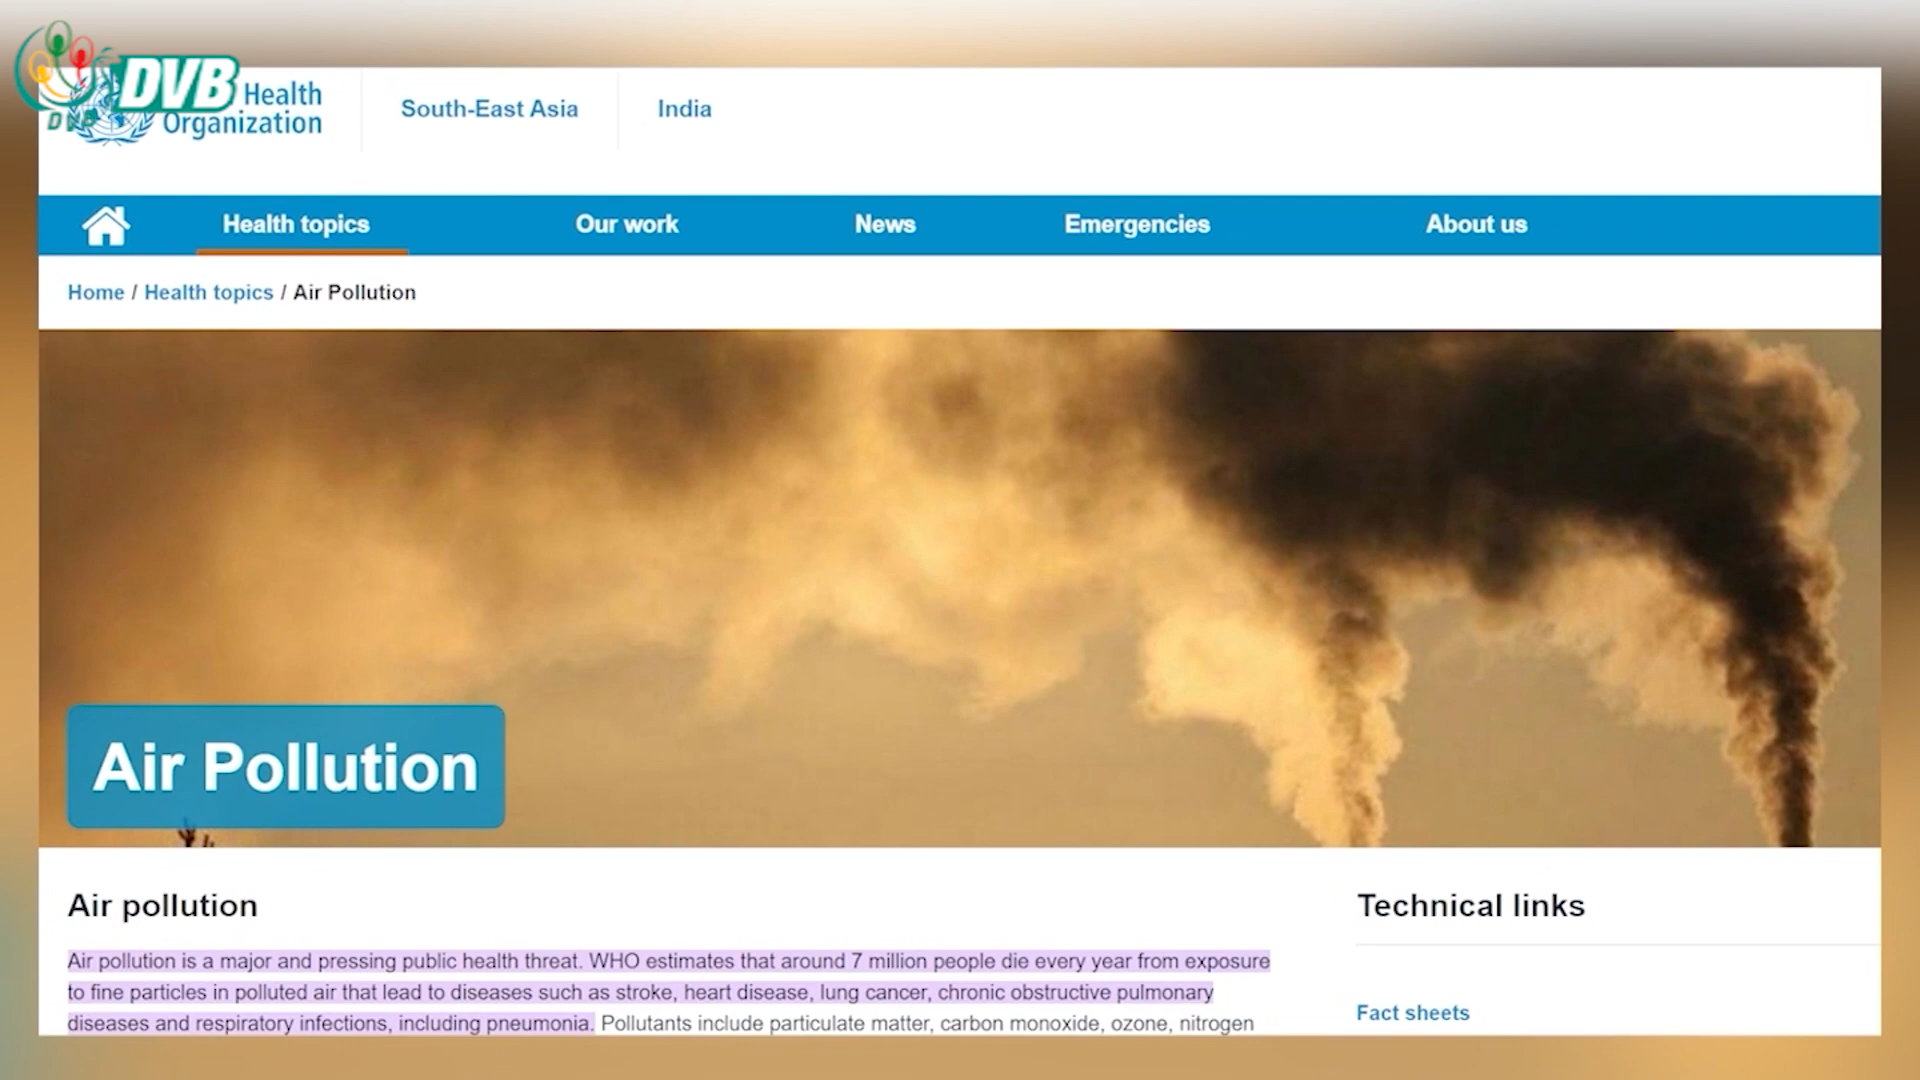 DVB
DVB
Health
Organization
South-East Asia
India
Health topics
Our work
News
Emergencies
About us
Home / Health topics / Air Pollution
Air Pollution
Air pollution
Air pollution is a major and pressing public health threat. WHO estimates that around 7 million people die every year from exposure
to fine particles in polluted air that lead to diseases such as stroke, heart disease, lung cancer, chronic obstructive pulmonary
diseases and respiratory infections, including pneumonia. Pollutants include particulate matter, carbon monoxide, ozone, nitrogen
Technical links
Fact sheets